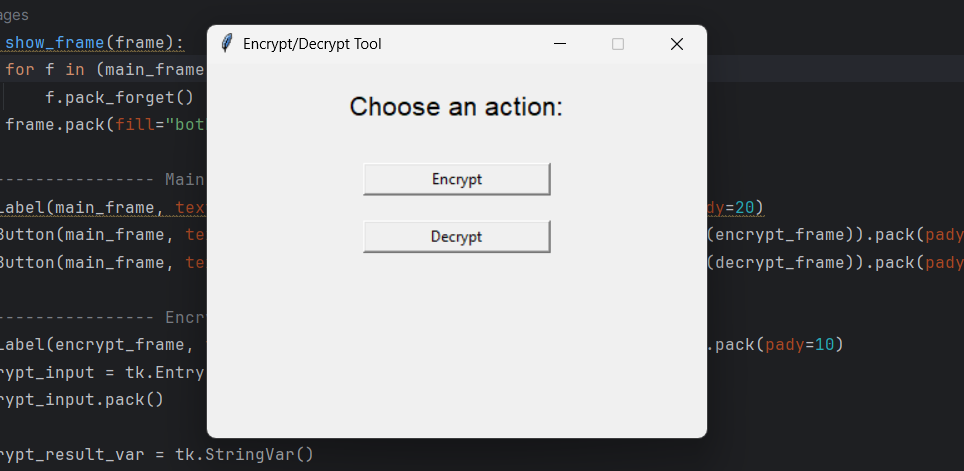 ages
show_frame(frame):
Encrypt/Decrypt Tool
for f in (main_frame
f.pack_forget()
frame.pack(fill="bot
Choose an action:
Encrypt
---------------- Main
Label(main_frame, tex
dy=20)
Button(main_frame, te
(encrypt_frame)).pack(pady
Decrypt
Button(main_frame, te
(decrypt_frame)).pack(pady
---------------- Encr
Label(encrypt_frame,
.pack(pady=10)
rypt_input = tk.Entry
rypt_input.pack()
rypt_result_var = tk.StringVar()